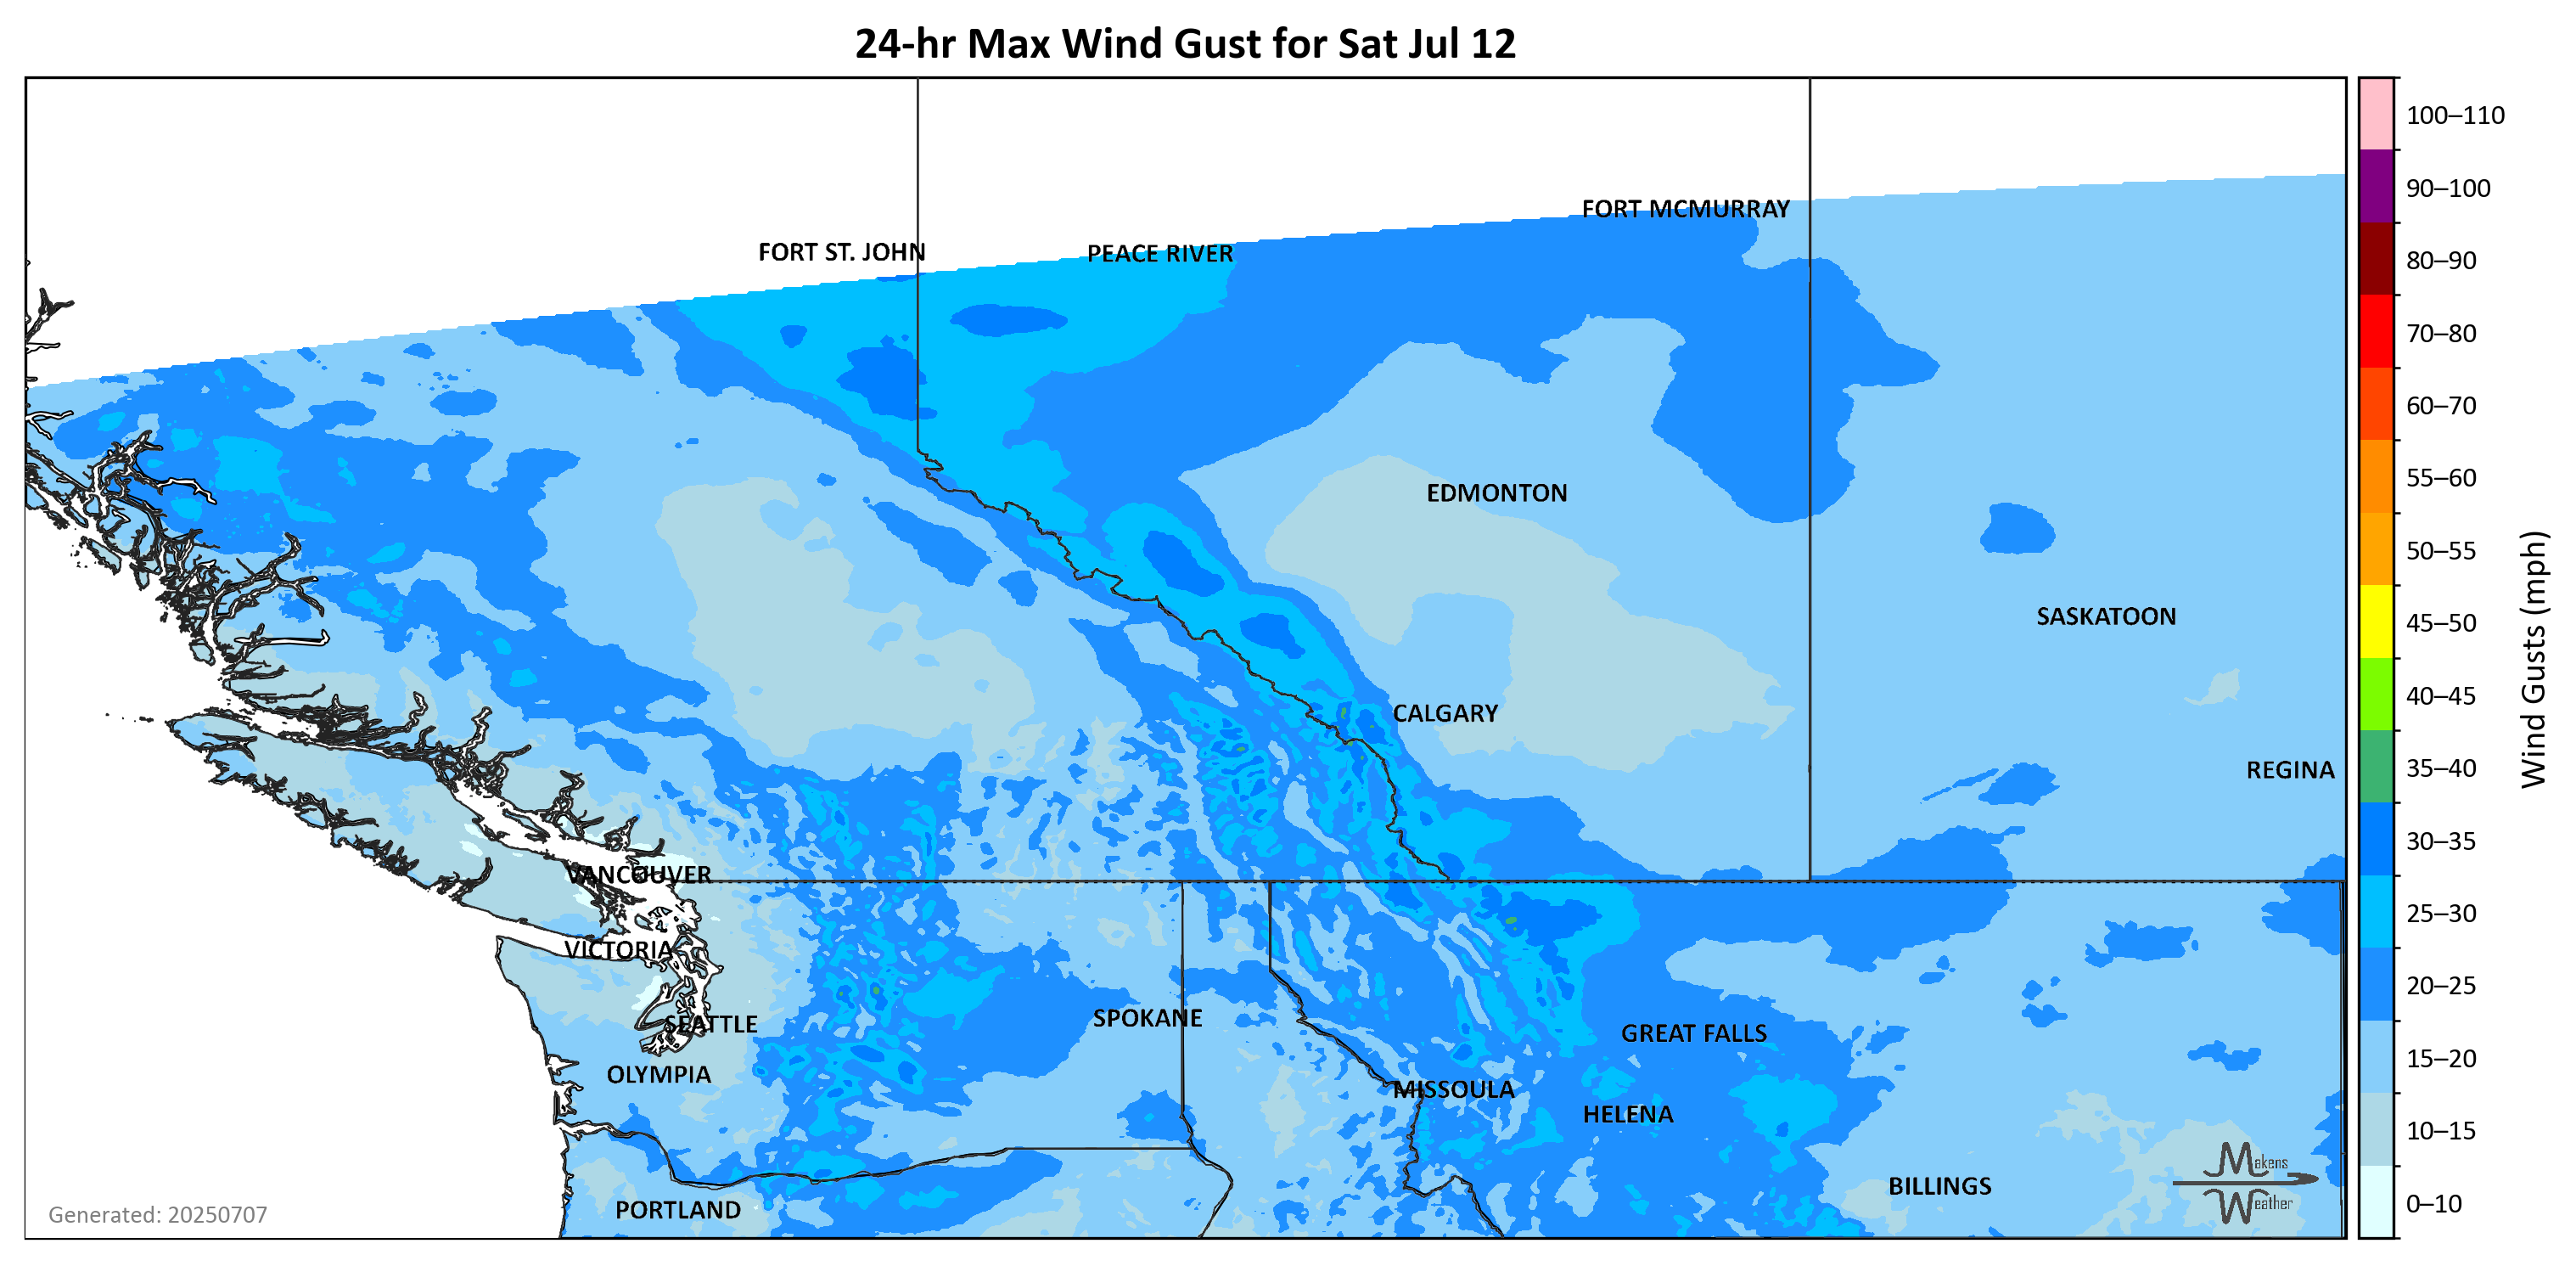 24-hr Max Wind Gust for Sat Jul 12
100–110
90–100
FORT MCMURRAY
FORT ST. JOHN
PEACE RIVER
80–90
70–80
60–70
55–60
EDMONTON
50–55
SASKATOON
45–50
Wind Gusts (mph)
40–45
CALGARY
REGINA
35–40
30–35
VANCOUVER
25–30
VICTORIA
20–25
SPOKANE
SEATTLE
GREAT FALLS
15–20
OLYMPIA
MISSOULA
HELENA
10–15
Makens
Weather
BILLINGS
PORTLAND
0–10
Generated: 20250707